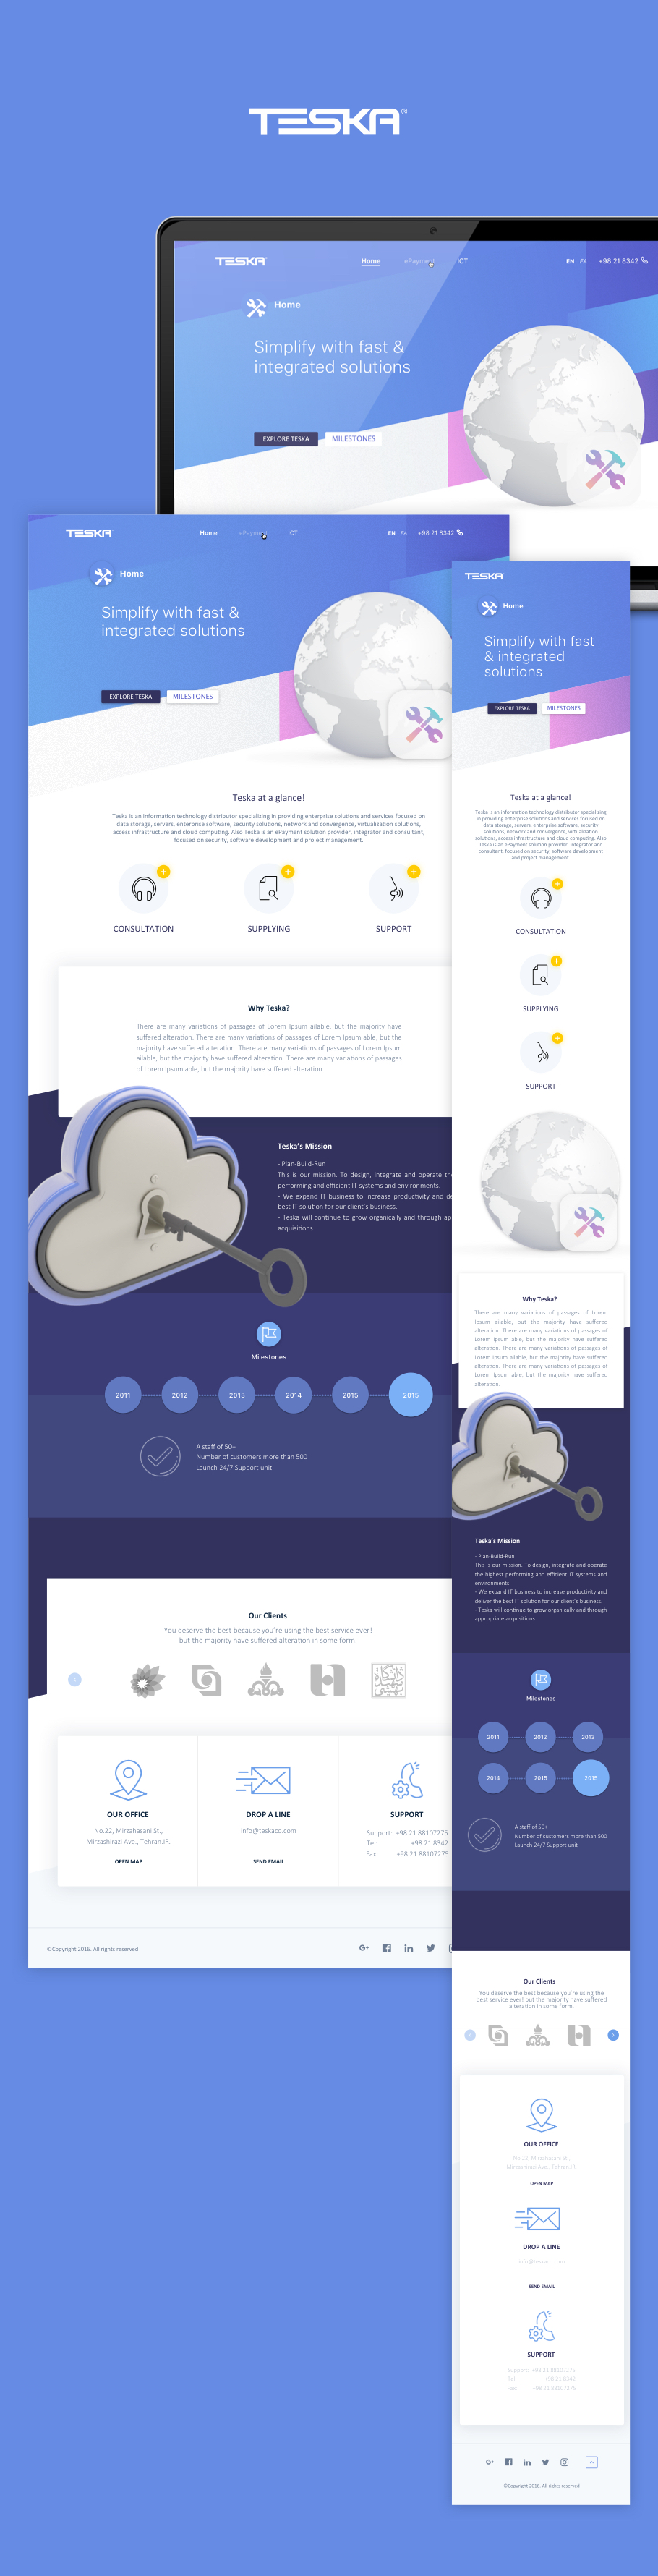 TESKA®
TESKA
Home ePayment ICT
EN FA +98 21 8342
Home
Simplify with fast &
integrated solutions
EXPLORE TESKA MILESTONES
TESKA
Home ePayment ICT
EN FA +98 21 8342
Home
Simplify with fast &
integrated solutions
EXPLORE TESKA MILESTONES
Teska at a glance!
Teska is an information technology distributor specializing in providing enterprise solutions and services focused on
data storage, servers, enterprise software, security solutions, network and convergence, virtualization solutions,
access infrastructure and cloud computing. Also Teska is an ePayment solution provider, integrator and consultant,
focused on security, software development and project management.
CONSULTATION SUPPLYING SUPPORT
Why Teska?
There are many variations of passages of Lorem Ipsum ailable, but the majority have
suffered alteration. There are many variations of passages of Lorem Ipsum able, but the
majority have suffered alteration. There are many variations of passages of Lorem Ipsum
ailable, but the majority have suffered alteration. There are many variations of passages
of Lorem Ipsum able, but the majority have suffered alteration.
Teska's Mission
- Plan-Build-Run
This is our mission. To design, integrate and operate th
performing and efficient IT systems and environments.
- We expand IT business to increase productivity and d
best IT solution for our client's business.
- Teska will continue to grow organically and through ap
acquisitions.
Milestones
2011 2012 2013 2014 2015 2015
A staff of 50+
Number of customers more than 500
Launch 24/7 Support unit
Our Clients
You deserve the best because you're using the best service ever!
but the majority have suffered alteration in some form.
OUR OFFICE
No.22, Mirzahasani St.,
Mirzashirazi Ave., Tehran.IR
OPEN MAP
DROP A LINE
info@teskaco.com
SEND EMAIL
SUPPORT
Support: +98 21 88107275
Tel: +98 21 8342
Fax: +98 21 88107275
©Copyright 2016. All rights reserved
TESKA
Home
Simplify with fast
& integrated
solutions
EXPLORE TESKA MILESTONES
Teska at a glance!
Teska is an information technology distributor specializing
in providing enterprise solutions and services focused on
data storage, servers, enterprise software, security
solutions, network and convergence, virtualization
solutions, access infrastructure and cloud computing. Also
Teska is an ePayment solution provider, integrator and
consultant, focused on security, software development
and project management.
CONSULTATION
SUPPLYING
SUPPORT
Why Teska?
There are many variations of passages of Lorem
Ipsum ailable, but the majority have suffered
alteration. There are many variations of passages of
Lorem Ipsum able, but the majority have suffered
alteration. There are many variations of passages of
Lorem Ipsum ailable, but the majority have suffered
alteration. There are many variations of passages of
Lorem Ipsum able, but the majority have suffered
alteration.
Teska's Mission
- Plan-Build-Run
This is our mission. To design, integrate and operate
the highest performing and efficient IT systems and
environments.
- We expand IT business to increase productivity and
deliver the best IT solution for our client's business.
- Teska will continue to grow organically and through
appropriate acquisitions.
Milestones
2011 2012 2013
2014 2015 2015
A staff of 50+
Number of customers more than 500
Launch 24/7 Support unit
Our Clients
You deserve the best because you're using the
best service ever! but the majority have suffered
alteration in some form.
OUR OFFICE
No.22, Mirzahasani St.,
Mirzashirazi Ave., Tehran.IR
OPEN MAP
DROP A LINE
info@teskaco.com
SEND EMAIL
SUPPORT
Support: +98 21 88107275
Tel: +98 21 8342
Fax: +98 21 88107275
©Copyright 2016. All rights reserved